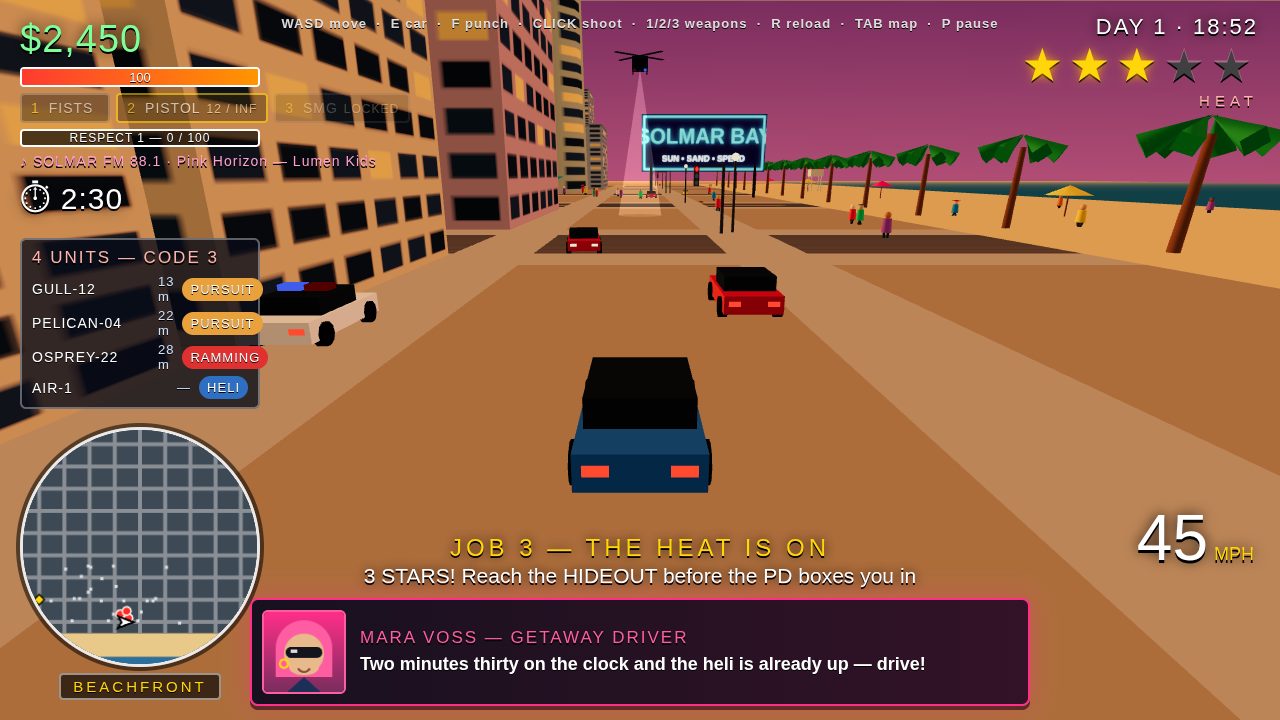 WASD move · E car · F punch · CLICK shoot · 1/2/3 weapons · R reload · TAB map · P pause
$2,450
DAY 1 · 18:52
100
HEAT
1 FISTS
2 PISTOL 12 / INF
3 SMG LOCKED
RESPECT 1 — 0 / 100
♪ SOLMAR FM 88.1 · Pink Horizon — Lumen Kids
2:30
SOLMAR BAY
SUN • SAND • SPEED
4 UNITS — CODE 3
GULL-12 13 m PURSUIT
PELICAN-04 22 m PURSUIT
OSPREY-22 28 m RAMMING
AIR-1 — HELI
45 MPH
JOB 3 — THE HEAT IS ON
3 STARS! Reach the HIDEOUT before the PD boxes you in
MARA VOSS — GETAWAY DRIVER
Two minutes thirty on the clock and the heli is already up — drive!
BEACHFRONT